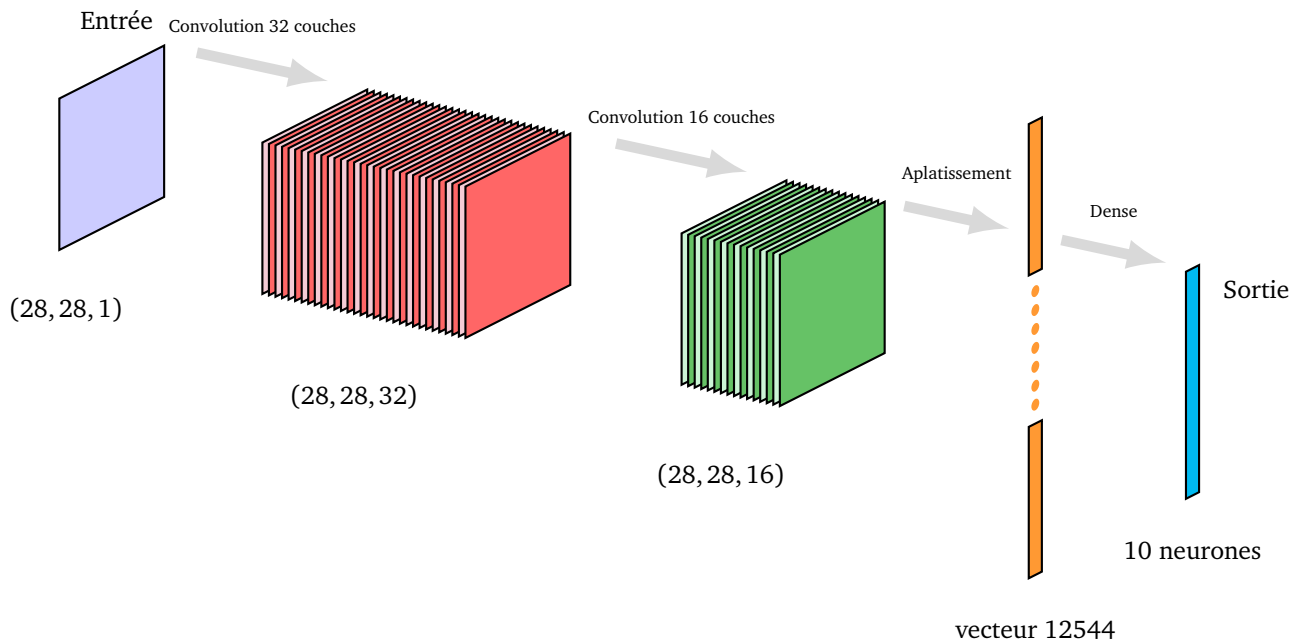 Entrée
Convolution 32 couches
(28, 28, 1)
(28, 28, 32)
Convolution 16 couches
(28, 28, 16)
Aplatissement
vecteur 12544
Dense
Sortie
10 neurones